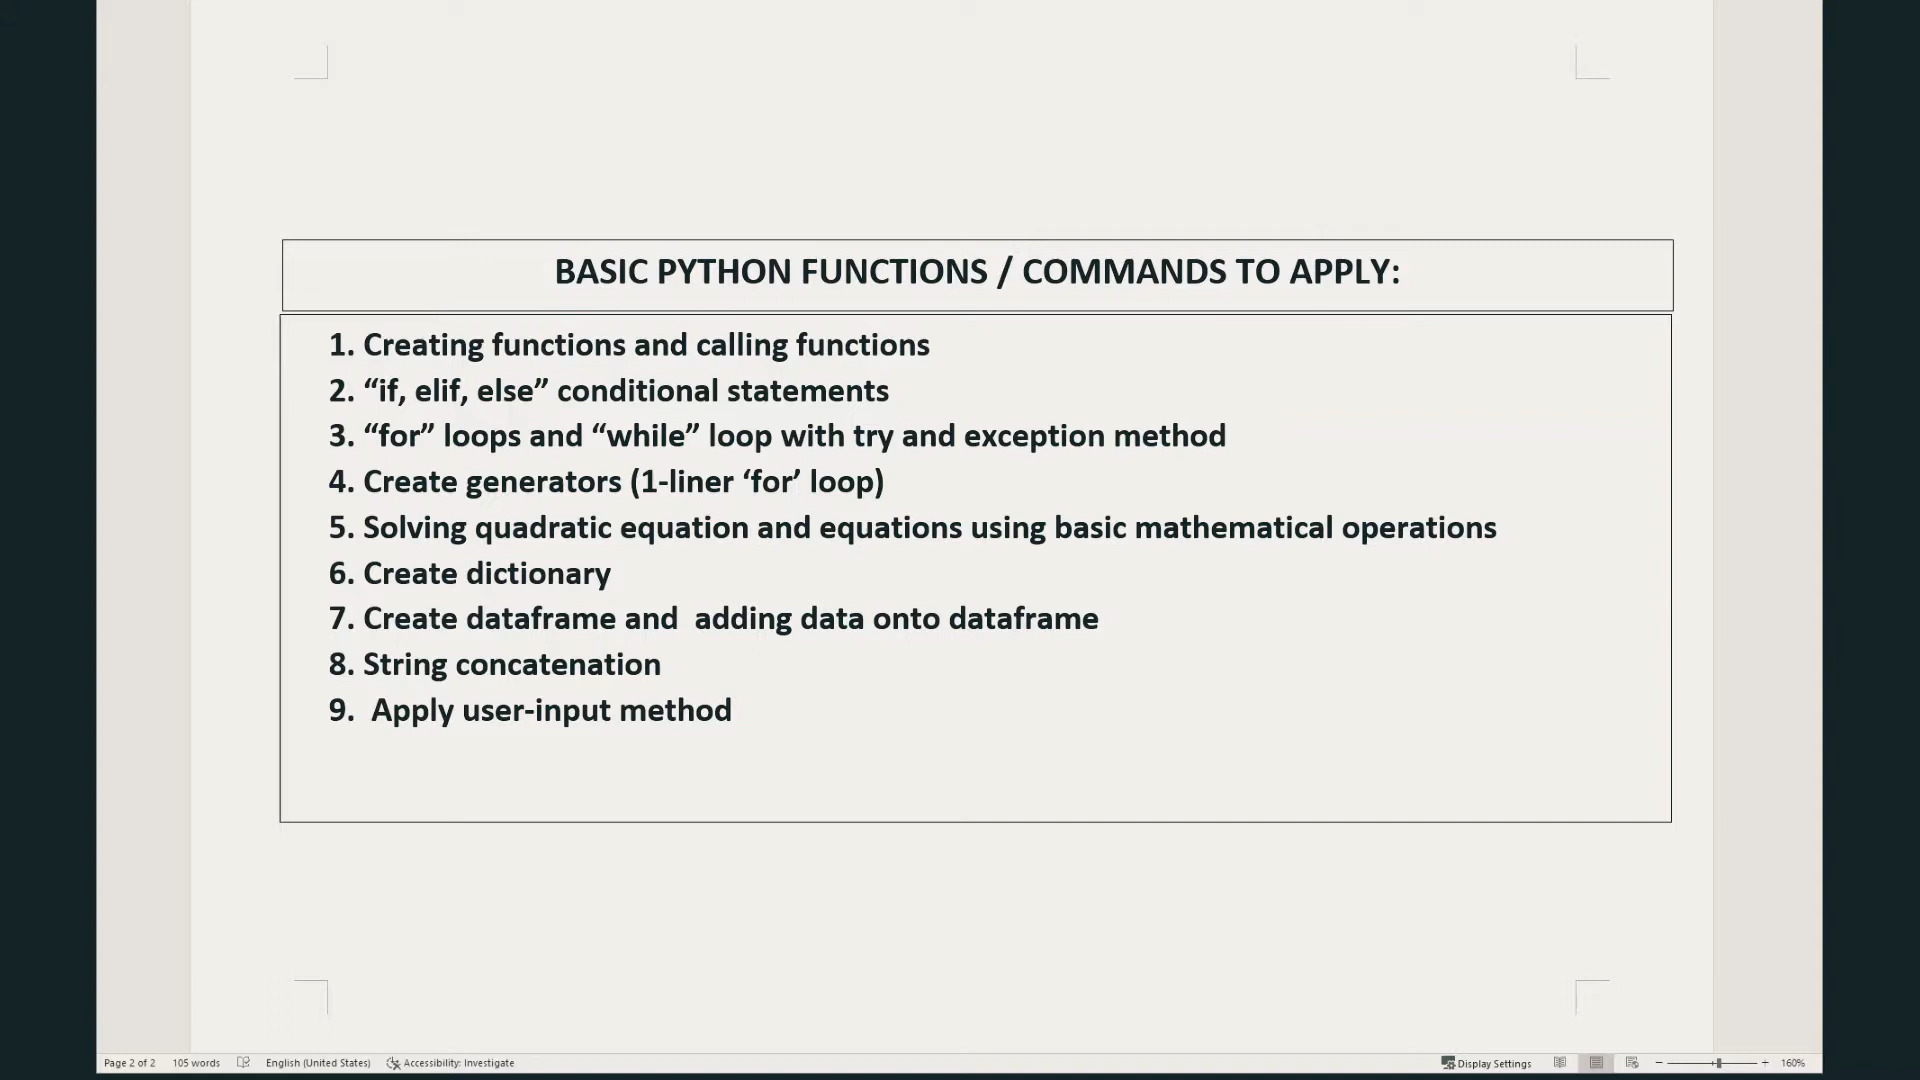 BASIC PYTHON FUNCTIONS / COMMANDS TO APPLY:
1. Creating functions and calling functions
2. “if, elif, else” conditional statements
3. “for” loops and “while” loop with try and exception method
4. Create generators (1-liner ‘for’ loop)
5. Solving quadratic equation and equations using basic mathematical operations
6. Create dictionary
7. Create dataframe and  adding data onto dataframe
8. String concatenation
9.  Apply user-input method
Page 2 of 2 105 words English (United States) Accessibility: Investigate Display Settings 160%